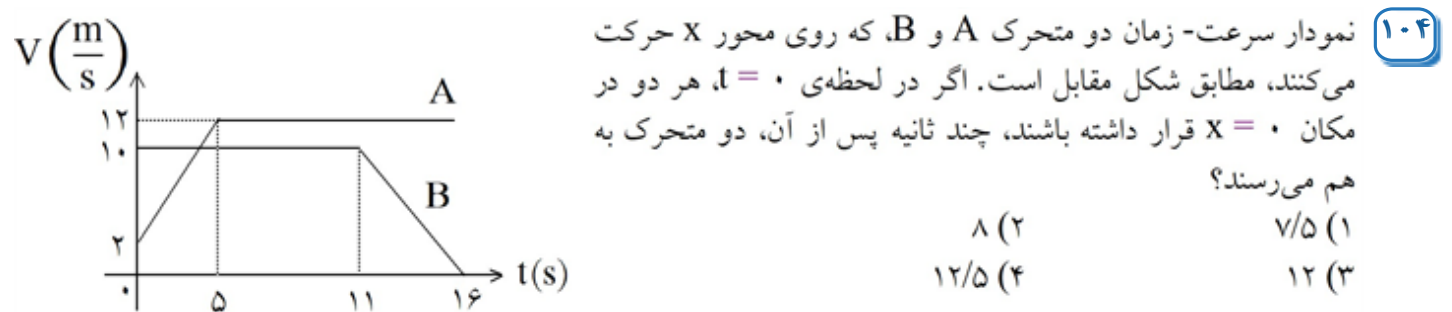 ۱۰۴
نمودار سرعت- زمان دو متحرک A و B، که روی محور x حرکت
می‌کنند، مطابق شکل مقابل است. اگر در لحظه‌ی t = ۰، هر دو در
مکان x = ۰ قرار داشته باشند، چند ثانیه پس از آن، دو متحرک به
هم می‌رسند؟
۱) ۷/۵
۲) ۸
۳) ۱۲
۴) ۱۲/۵
V(m/s)
A
۱۲
۱۰
B
۲
t(s)
۰ ۵ ۱۱ ۱۶